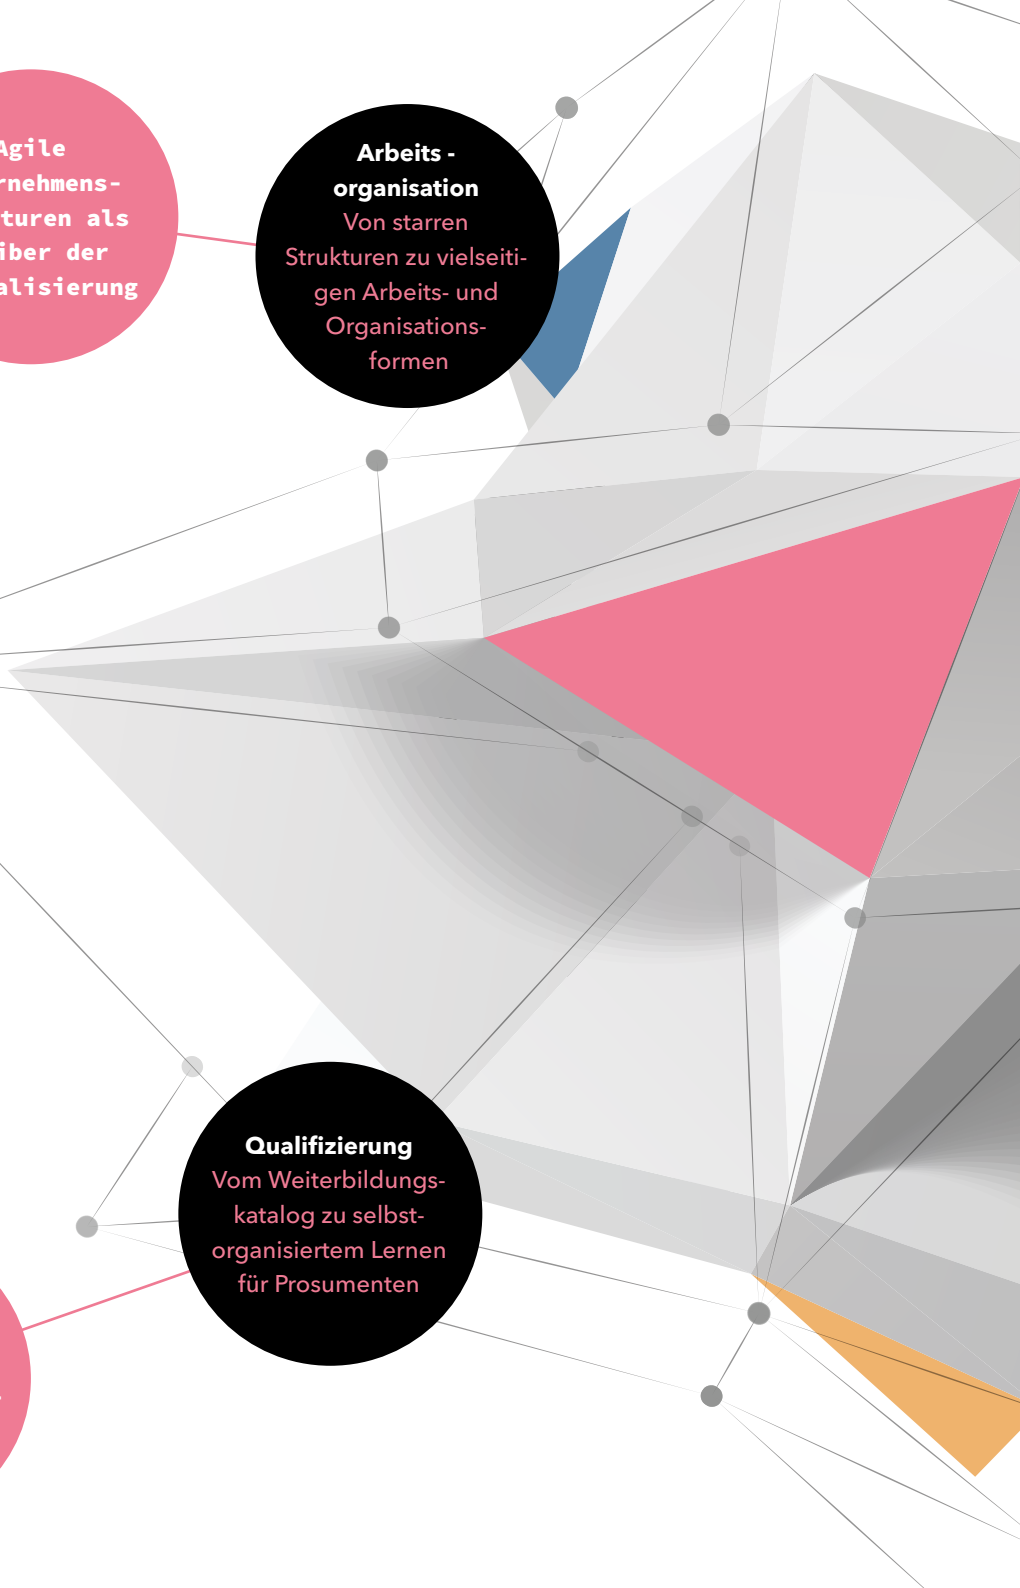 Agile
rnehmens-
turen als
iber der
alisierung
Arbeits -
organisation
Von starren
Strukturen zu vielseiti-
gen Arbeits- und
Organisations-
formen
Qualifizierung
Vom Weiterbildungs-
katalog zu selbst-
organisiertem Lernen
für Prosumenten